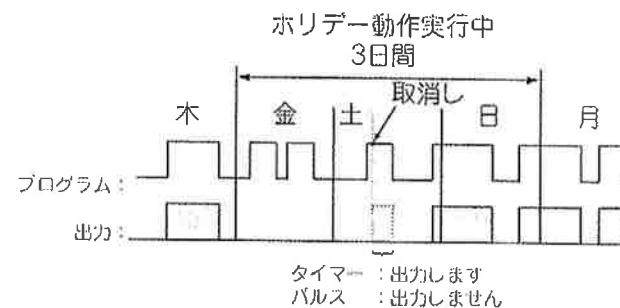 ホリデー動作実行中
3日間
取消し
木 金 土 日 月
プログラム:
出力:
タイマー :出力します
パルス :出力しません